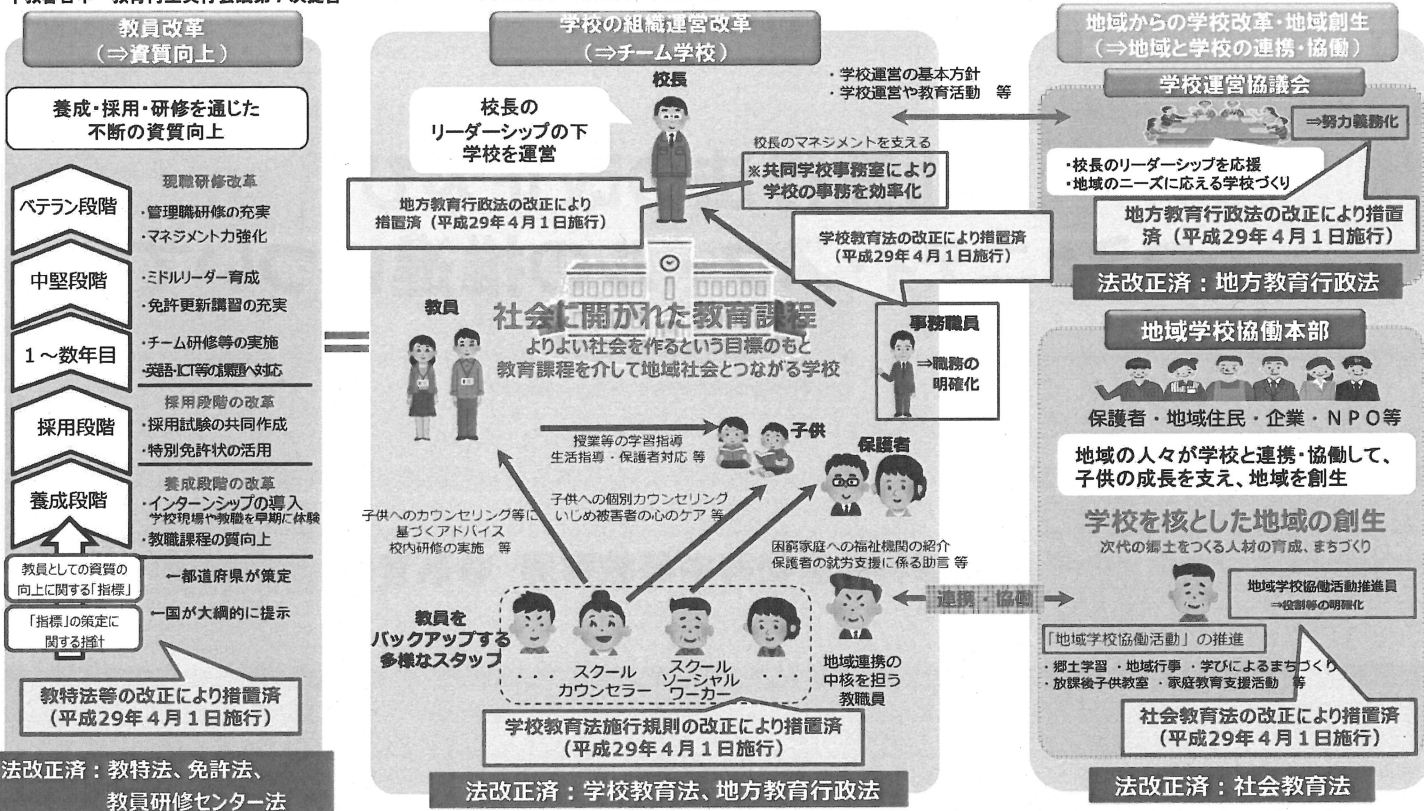 教員改革
(⇒資質向上)
養成・採用・研修を通じた
不断の資質向上
ベテラン段階
現職研修改革
・管理職研修の充実
・マネジメント力強化
中堅段階
・ミドルリーダー育成
・免許更新講習の充実
1～数年目
・チーム研修等の実施
・英語・ICT等の課題へ対応
採用段階
採用段階の改革
・採用試験の共同作成
・特別免許状の活用
養成段階
養成段階の改革
・インターンシップの導入
学校現場や教職を早期に体験
・教職課程の質向上
教員としての資質の
向上に関する「指標」
←都道府県が策定
「指標」の策定に
関する指針
←国が大綱的に提示
教特法等の改正により措置済
(平成29年4月1日施行)
法改正済：教特法、免許法、
教員研修センター法
学校の組織運営改革
(⇒チーム学校)
校長
校長の
リーダーシップの下
学校を運営
・学校運営の基本方針
・学校運営や教育活動 等
校長のマネジメントを支える
※共同学校事務室により
学校の事務を効率化
地方教育行政法の改正により
措置済（平成29年4月1日施行）
学校教育法の改正により措置済
(平成29年4月1日施行)
教員
社会に開かれた教育課程
よりよい社会を作るという目標のもと
教育課程を介して地域社会とつながる学校
事務職員
⇒職務の
明確化
授業等の学習指導
生活指導・保護者対応 等
子供
保護者
子供へのカウンセリング等に
基づくアドバイス
校内研修の実施 等
子供への個別カウンセリング
いじめ被害者の心のケア 等
困窮家庭への福祉機関の紹介
保護者の就労支援に係る助言 等
教員を
バックアップする
多様なスタッフ
・・・
スクール
カウンセラー
スクール
ソーシャル
ワーカー
・・・
地域連携の
中核を担う
教職員
連携・協働
学校教育法施行規則の改正により措置済
(平成29年4月1日施行)
法改正済：学校教育法、地方教育行政法
地域からの学校改革・地域創生
(⇒地域と学校の連携・協働)
学校運営協議会
⇒努力義務化
・校長のリーダーシップを応援
・地域のニーズに応える学校づくり
地方教育行政法の改正により措置
済（平成29年4月1日施行）
法改正済：地方教育行政法
地域学校協働本部
保護者・地域住民・企業・NPO等
地域の人々が学校と連携・協働して、
子供の成長を支え、地域を創生
学校を核とした地域の創生
次代の郷土をつくる人材の育成、まちづくり
地域学校協働活動推進員
⇒役割等の明確化
「地域学校協働活動」の推進
・郷土学習 ・地域行事 ・学びによるまちづくり
・放課後子供教室 ・家庭教育支援活動 等
社会教育法の改正により措置済
(平成29年4月1日施行)
法改正済：社会教育法